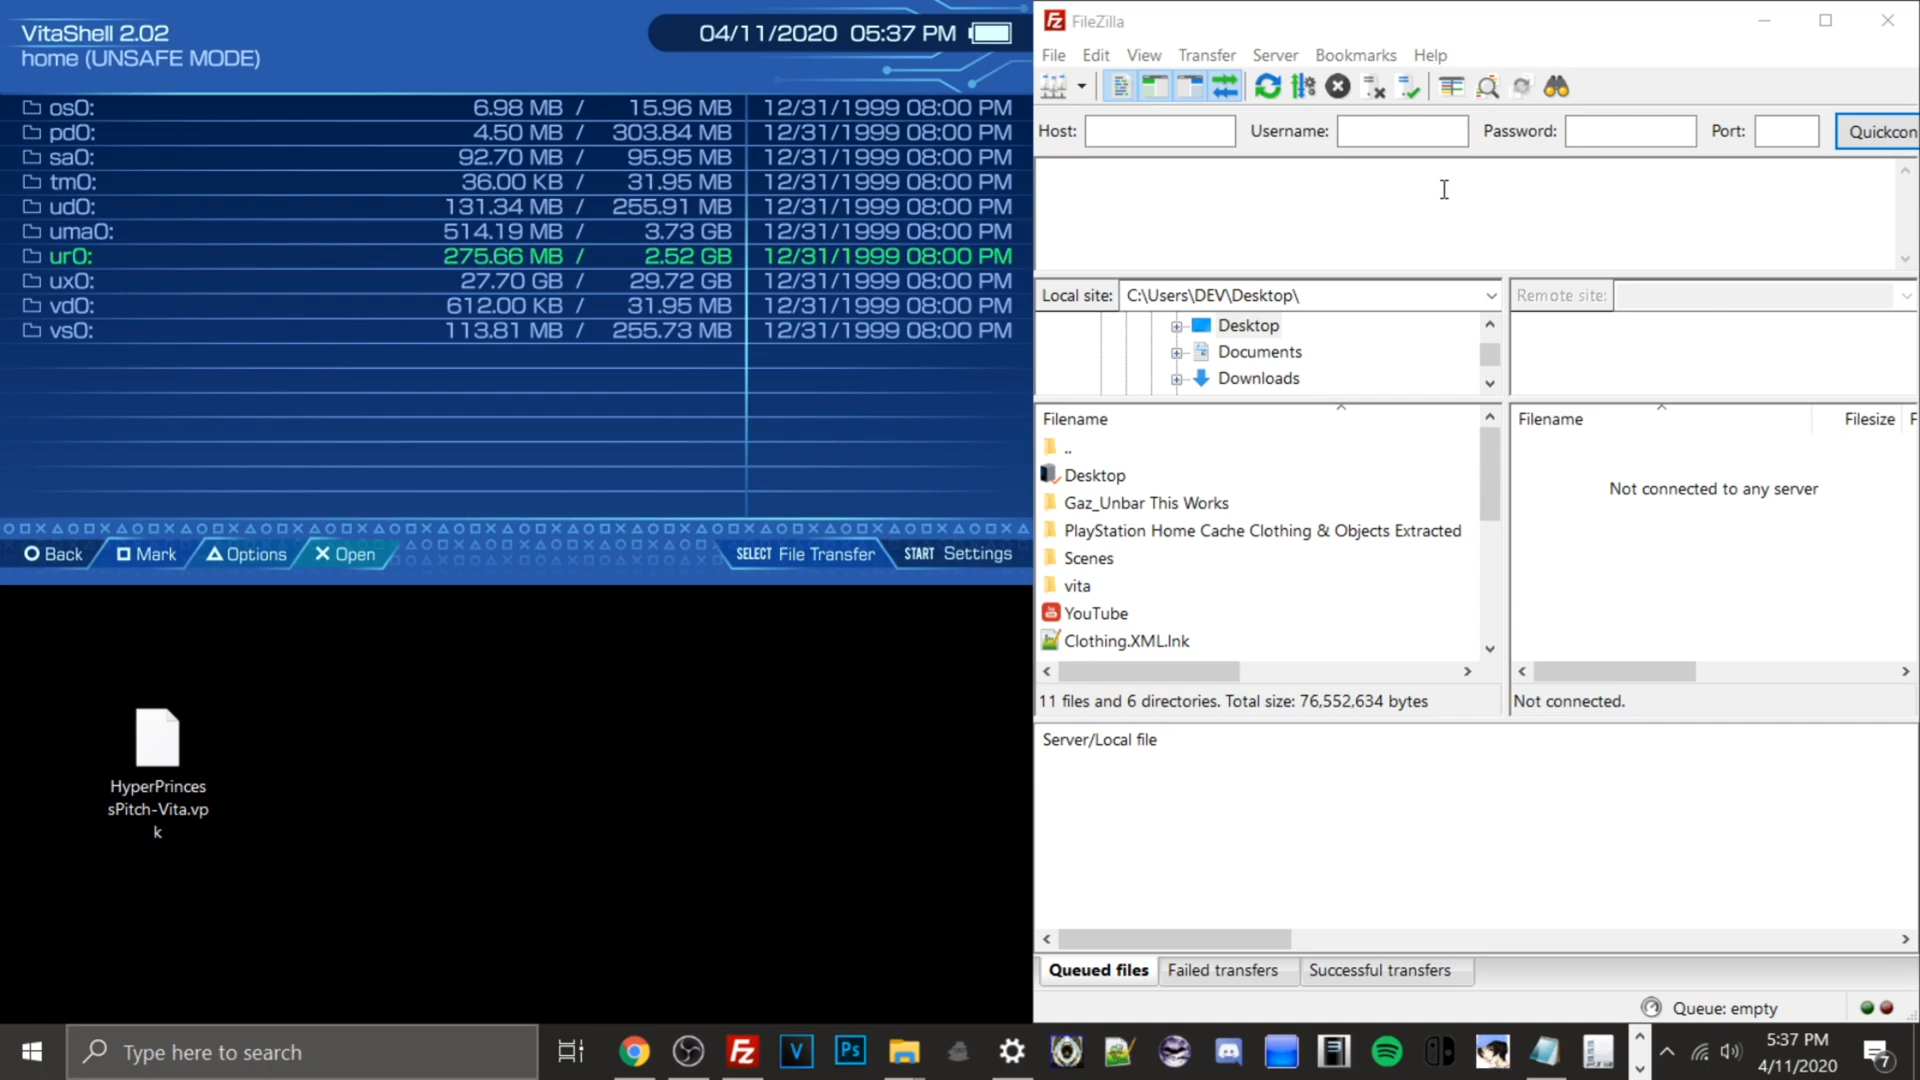 VitaShell 2.02
home (UNSAFE MODE)
04/11/2020 05:37 PM
os0: 6.98 MB / 15.96 MB 12/31/1999 08:00 PM
pd0: 4.50 MB / 303.84 MB 12/31/1999 08:00 PM
sa0: 92.70 MB / 95.95 MB 12/31/1999 08:00 PM
tm0: 36.00 KB / 31.95 MB 12/31/1999 08:00 PM
ud0: 131.34 MB / 255.91 MB 12/31/1999 08:00 PM
uma0: 514.19 MB / 3.73 GB 12/31/1999 08:00 PM
ur0: 275.66 MB / 2.52 GB 12/31/1999 08:00 PM
ux0: 27.70 GB / 29.72 GB 12/31/1999 08:00 PM
vd0: 612.00 KB / 31.95 MB 12/31/1999 08:00 PM
vs0: 113.81 MB / 255.73 MB 12/31/1999 08:00 PM
Back Mark Options Open SELECT File Transfer START Settings
HyperPrinces
sPitch-Vita.vp
k
FileZilla
File Edit View Transfer Server Bookmarks Help
Host: Username: Password: Port: Quickcon
Local site: C:\Users\DEV\Desktop\
Remote site:
Desktop
Documents
Downloads
Filename
..
Desktop
Gaz_Unbar This Works
PlayStation Home Cache Clothing & Objects Extracted
Scenes
vita
YouTube
Clothing.XML.lnk
11 files and 6 directories. Total size: 76,552,634 bytes
Filename Filesize F
Not connected to any server
Not connected.
Server/Local file
Queued files Failed transfers Successful transfers
Queue: empty
Type here to search
Fz
V
Ps
5:37 PM
4/11/2020
7